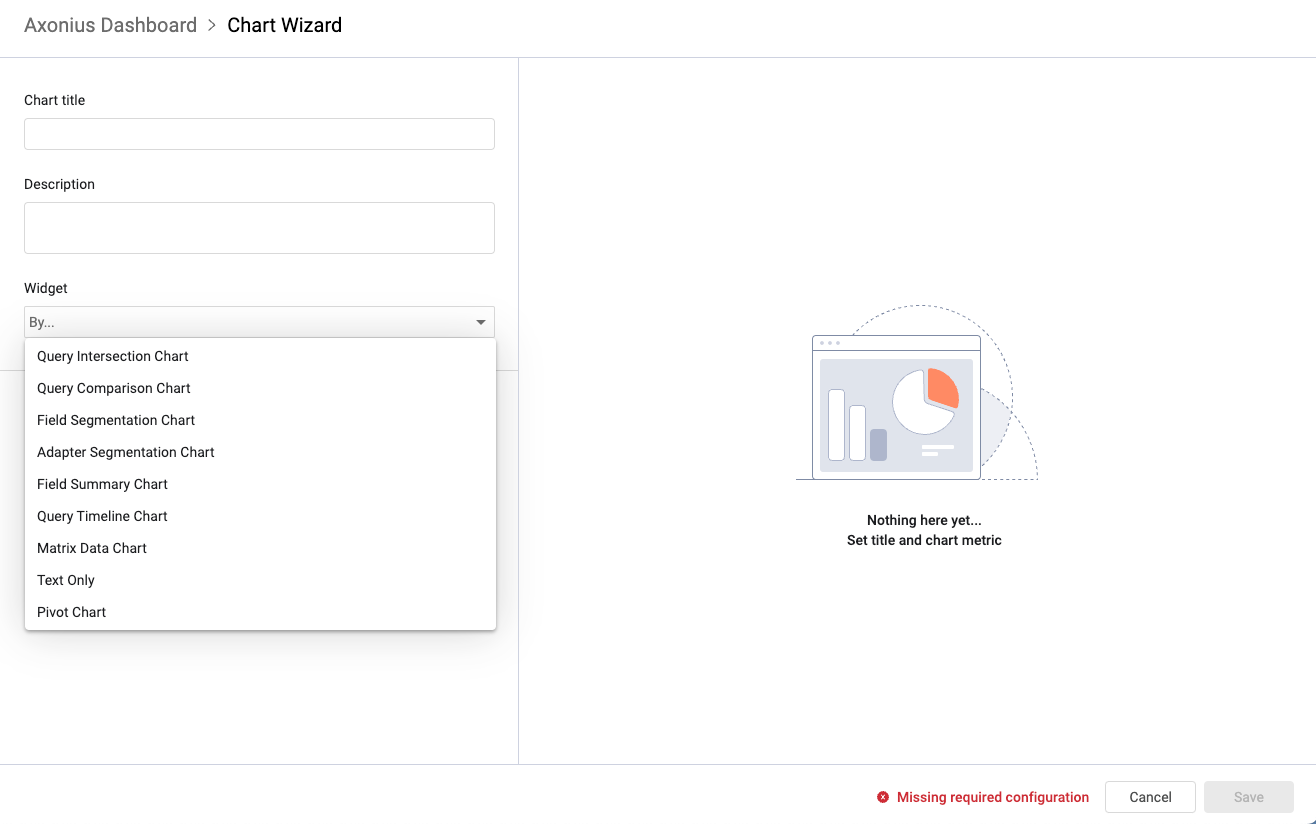 Axonius Dashboard > Chart Wizard
Chart title
Description
Widget
By...
Query Intersection Chart
Query Comparison Chart
Field Segmentation Chart
Adapter Segmentation Chart
Field Summary Chart
Query Timeline Chart
Matrix Data Chart
Text Only
Pivot Chart
Nothing here yet...
Set title and chart metric
Missing required configuration
Cancel
Save